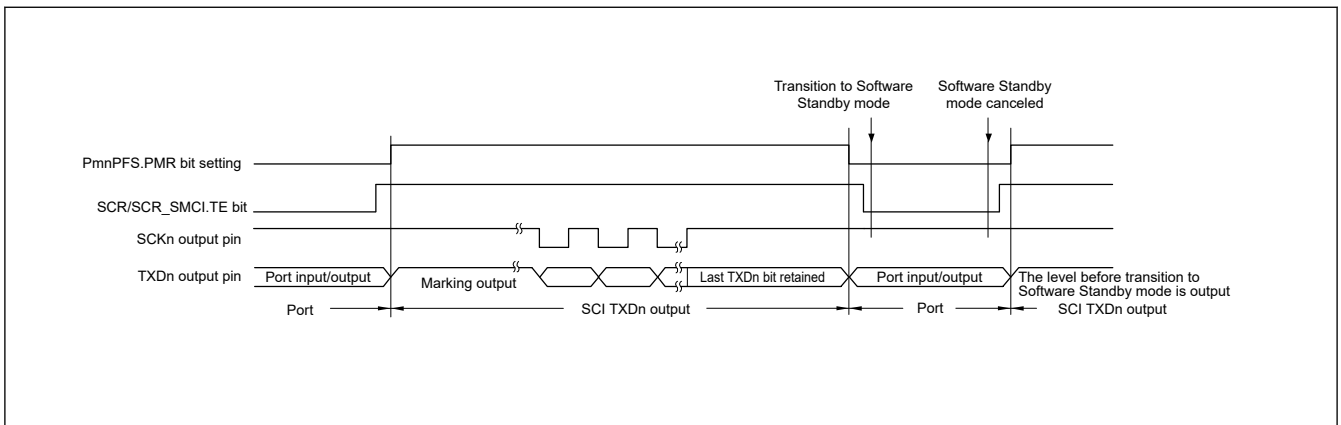 Transition to Software
Standby mode
Software Standby
mode canceled
PmnPFS.PMR bit setting
SCR/SCR_SMCI.TE bit
SCKn output pin
TXDn output pin
Port input/output
Marking output
Last TXDn bit retained
Port input/output
The level before transition to
Software Standby mode is output
Port
SCI TXDn output
Port
SCI TXDn output